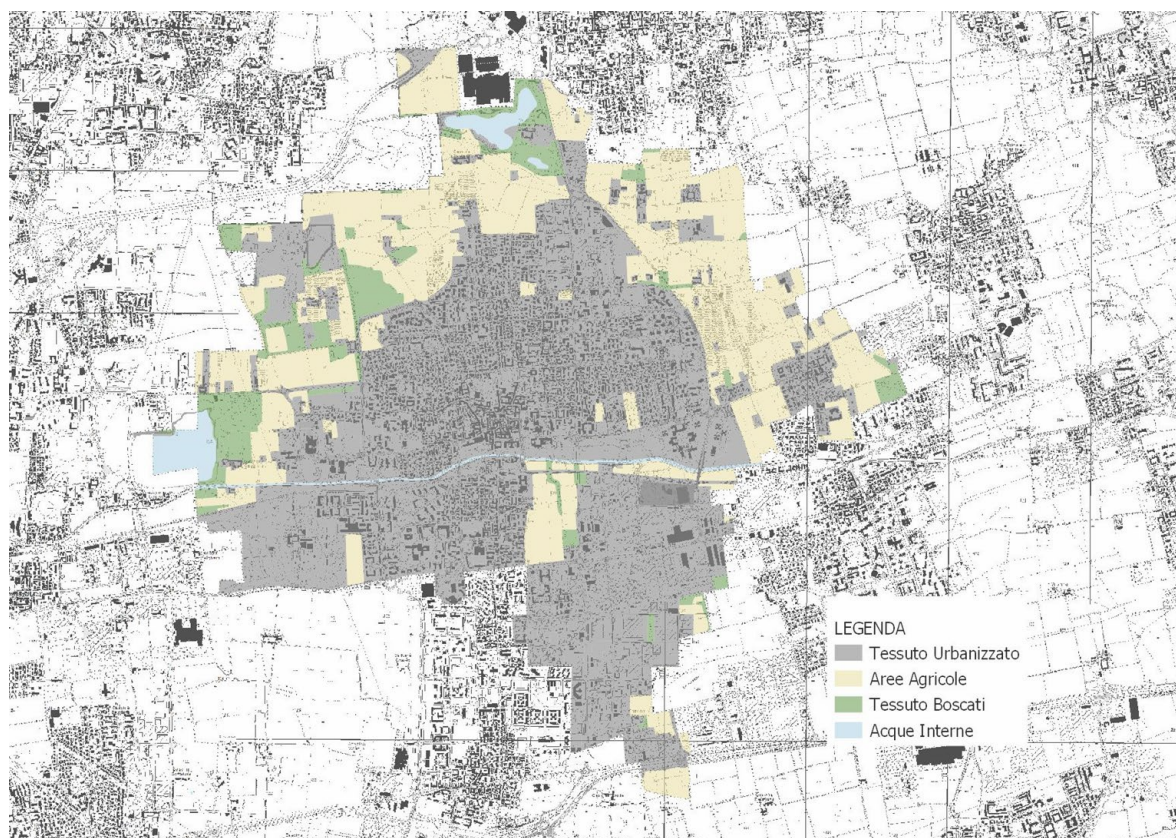 LEGENDA
Tessuto Urbanizzato
Aree Agricole
Tessuto Boscati
Acque Interne